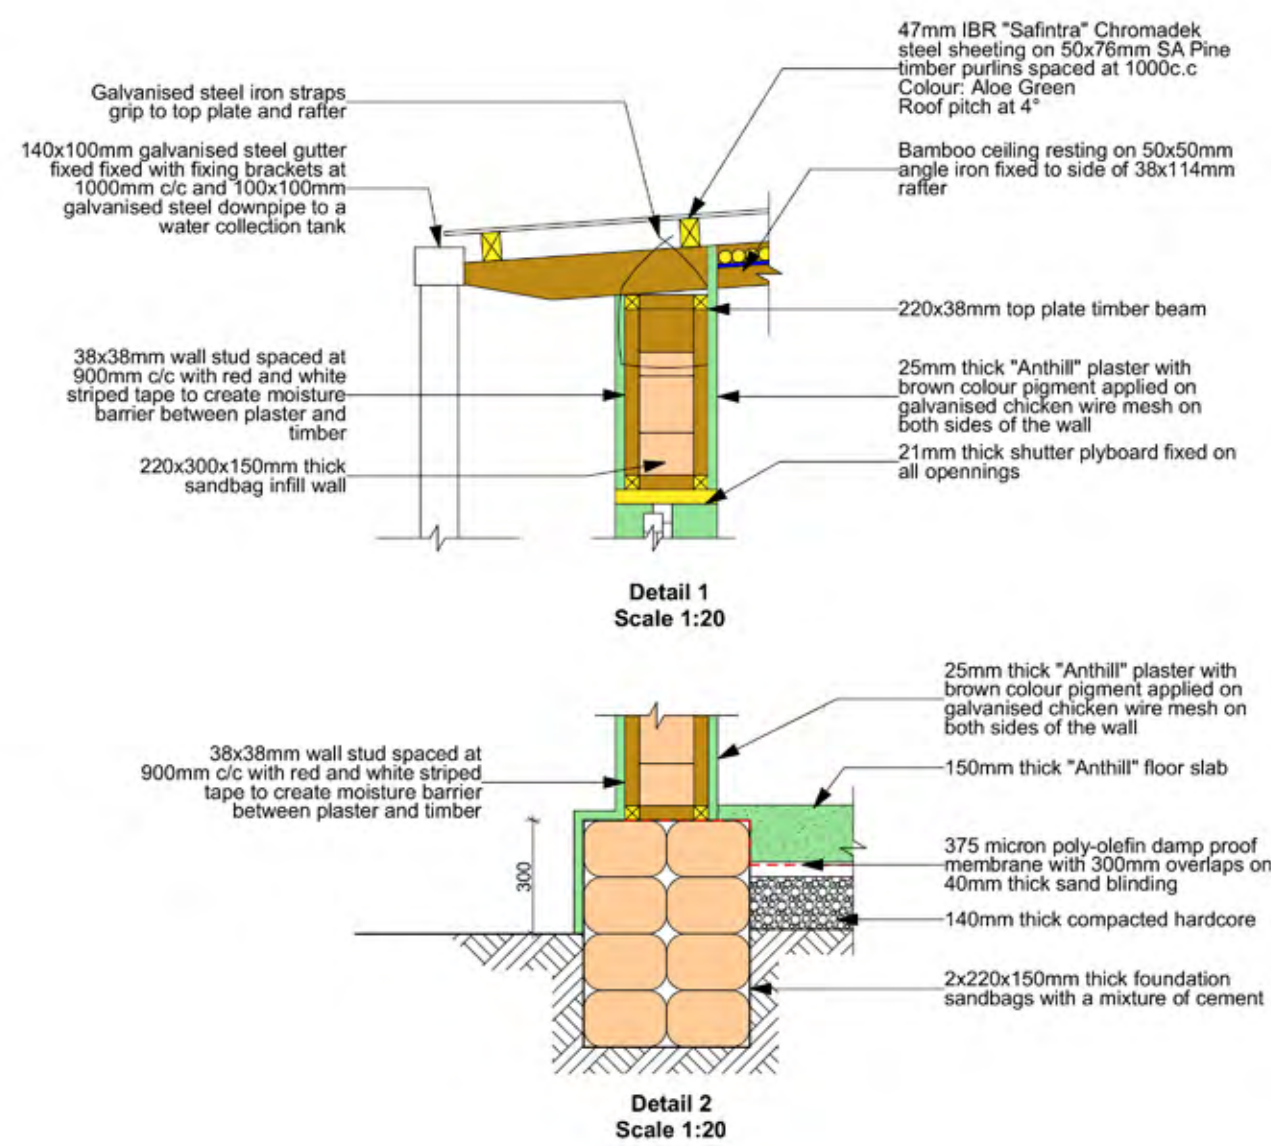 Galvanised steel iron straps
grip to top plate and rafter
140x100mm galvanised steel gutter
fixed fixed with fixing brackets at
1000mm c/c and 100x100mm
galvanised steel downpipe to a
water collection tank
38x38mm wall stud spaced at
900mm c/c with red and white
striped tape to create moisture
barrier between plaster and
timber
220x300x150mm thick
sandbag infill wall
47mm IBR "Safintra" Chromadek
steel sheeting on 50x76mm SA Pine
timber purlins spaced at 1000c.c
Colour: Aloe Green
Roof pitch at 4°
Bamboo ceiling resting on 50x50mm
angle iron fixed to side of 38x114mm
rafter
220x38mm top plate timber beam
25mm thick "Anthill" plaster with
brown colour pigment applied on
galvanised chicken wire mesh on
both sides of the wall
21mm thick shutter plyboard fixed on
all opennings
Detail 1
Scale 1:20
38x38mm wall stud spaced at
900mm c/c with red and white striped
tape to create moisture barrier
between plaster and timber
300
25mm thick "Anthill" plaster with
brown colour pigment applied on
galvanised chicken wire mesh on
both sides of the wall
150mm thick "Anthill" floor slab
375 micron poly-olefin damp proof
membrane with 300mm overlaps on
40mm thick sand blinding
140mm thick compacted hardcore
2x220x150mm thick foundation
sandbags with a mixture of cement
Detail 2
Scale 1:20